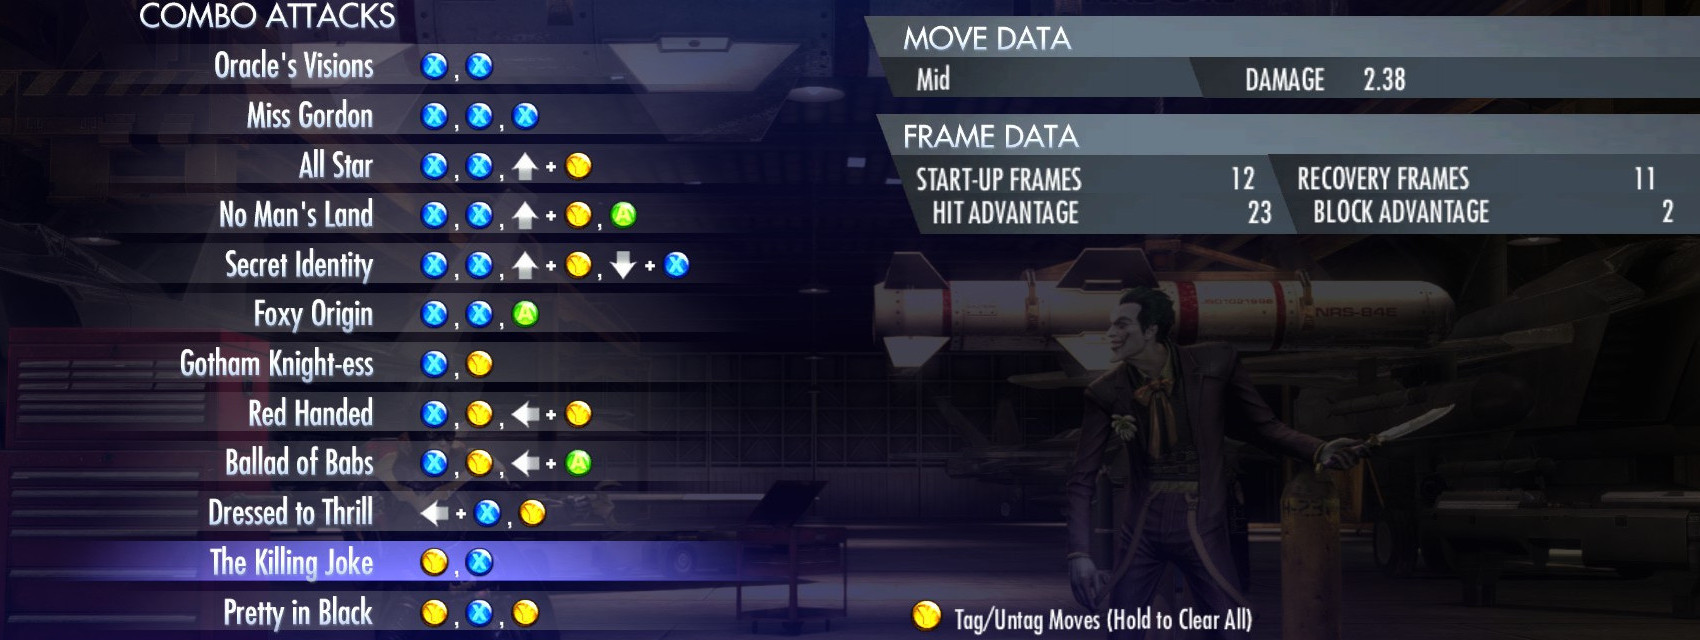 COMBO ATTACKS
Oracle's Visions X , X
Miss Gordon X , X , X
All Star X , X , ↑ + Y
No Man's Land X , X , ↑ + Y , A
Secret Identity X , X , ↑ + Y , ↓ + X
Foxy Origin X , X , A
Gotham Knight-ess X , Y
Red Handed X , Y , ← + Y
Ballad of Babs X , Y , ← + A
Dressed to Thrill ← + X , Y
The Killing Joke Y , X
Pretty in Black Y , X , Y
MOVE DATA
Mid DAMAGE 2.38
FRAME DATA
START-UP FRAMES 12 RECOVERY FRAMES 11
HIT ADVANTAGE 23 BLOCK ADVANTAGE 2
NRS-84E
Y Tag/Untag Moves (Hold to Clear All)